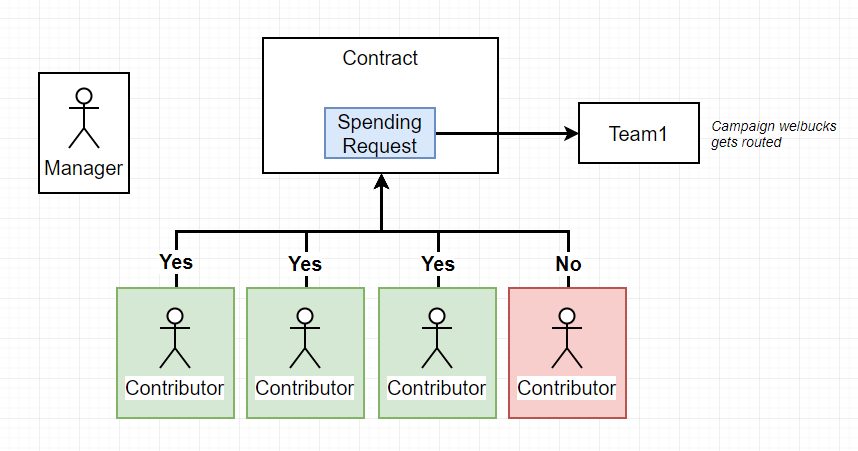 Contract
Manager
Spending
Request
Team1
Campaign welbucks
gets routed
Yes
Yes
Yes
No
Contributor
Contributor
Contributor
Contributor